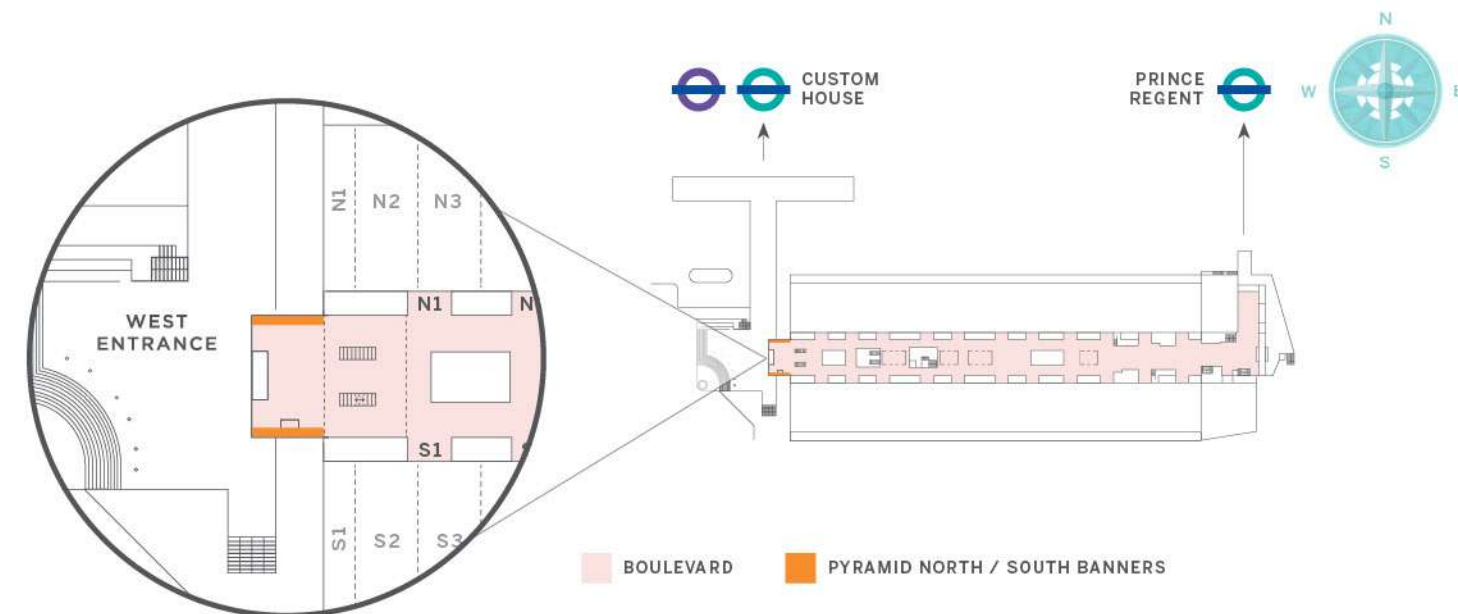 N
W
E
S
CUSTOM
HOUSE
PRINCE
REGENT
N1
N2
N3
N1
N
WEST
ENTRANCE
S1
S1
S2
S3
BOULEVARD
PYRAMID NORTH / SOUTH BANNERS